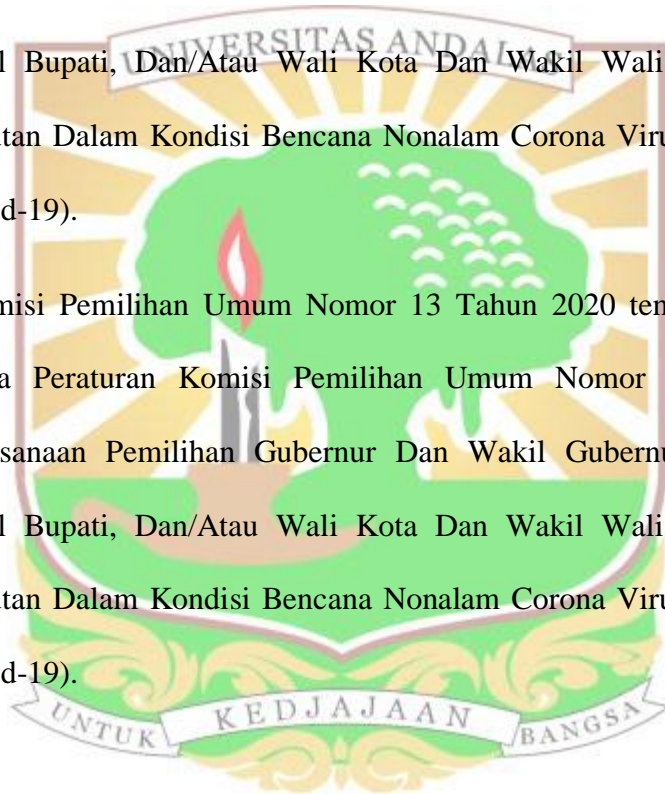 UNIVERSITAS ANDALAS
l Bupati, Dan/Atau Wali Kota Dan Wakil Wali
utan Dalam Kondisi Bencana Nonalam Corona Viru
d-19).
misi Pemilihan Umum Nomor 13 Tahun 2020 ten
a Peraturan Komisi Pemilihan Umum Nomor
sanaan Pemilihan Gubernur Dan Wakil Gubernu
l Bupati, Dan/Atau Wali Kota Dan Wakil Wali
utan Dalam Kondisi Bencana Nonalam Corona Viru
d-19).
UNTUK KEDJAJAAN BANGSA